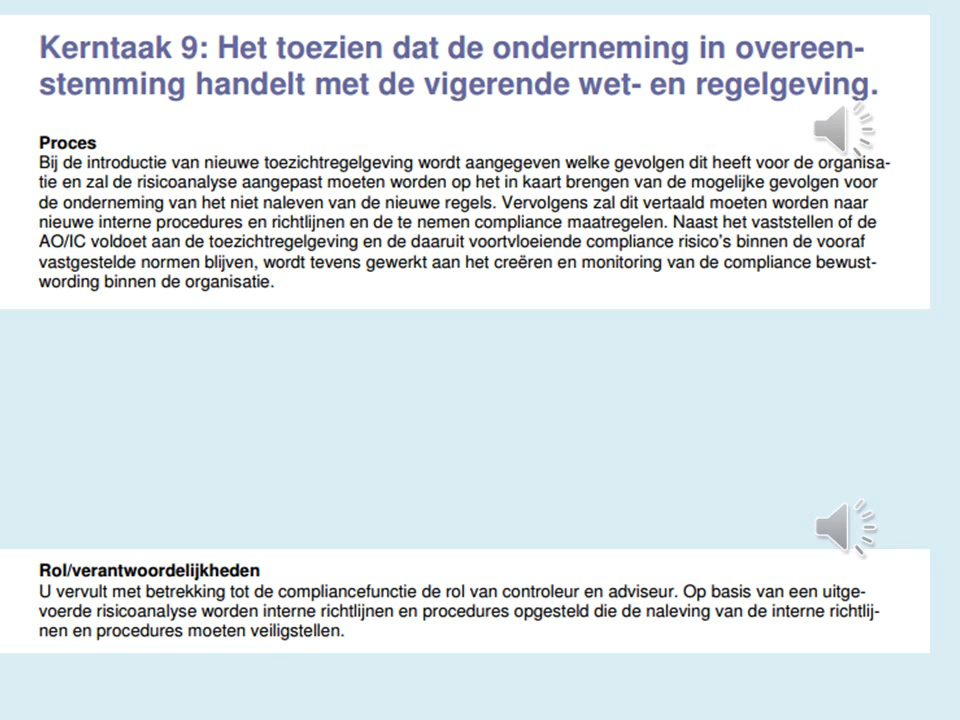 Kerntaak 9: Het toezien dat de onderneming in overeen-
stemming handelt met de vigerende wet- en regelgeving.
Proces
Bij de introductie van nieuwe toezichtregelgeving wordt aangegeven welke gevolgen dit heeft voor de organisa-
tie en zal de risicoanalyse aangepast moeten worden op het in kaart brengen van de mogelijke gevolgen voor
de onderneming van het niet naleven van de nieuwe regels. Vervolgens zal dit vertaald moeten worden naar
nieuwe interne procedures en richtlijnen en de te nemen compliance maatregelen. Naast het vaststellen of de
AO/IC voldoet aan de toezichtregelgeving en de daaruit voortvloeiende compliance risico's binnen de vooraf
vastgestelde normen blijven, wordt tevens gewerkt aan het creëren en monitoring van de compliance bewust-
wording binnen de organisatie.
Rol/verantwoordelijkheden
U vervult met betrekking tot de compliancefunctie de rol van controleur en adviseur. Op basis van een uitge-
voerde risicoanalyse worden interne richtlijnen en procedures opgesteld die de naleving van de interne richtlij-
nen en procedures moeten veiligstellen.